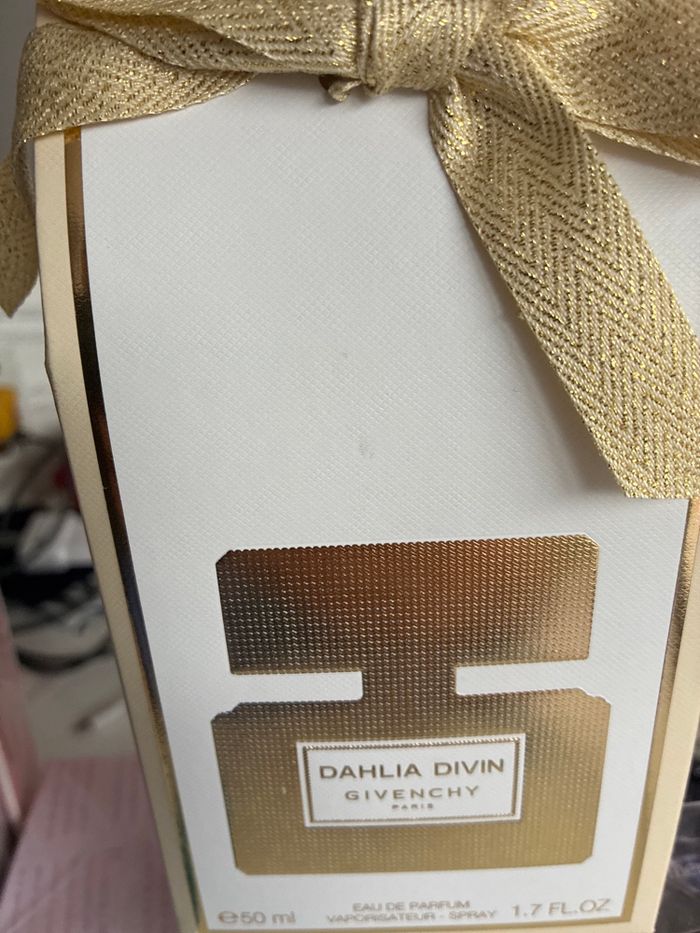 DAHLIA DIVIN
GIVENCHY
PARIS
EAU DE PARFUM
℮50 ml VAPORISATEUR - SPRAY 1.7 FL.OZ